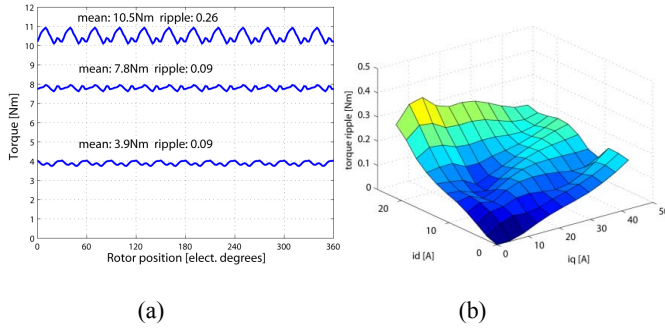 mean: 10.5Nm ripple: 0.26
mean: 7.8Nm ripple: 0.09
mean: 3.9Nm ripple: 0.09
Torque [Nm]
12
11
10
9
8
7
6
5
4
3
2
1
0
0 60 120 180 240 300 360
Rotor position [elect. degrees]
(a)
torque ripple [Nm]
0.5
0.4
0.3
0.2
0.1
0
20
10
0
id [A]
0
10
20
30
40
50
iq [A]
(b)